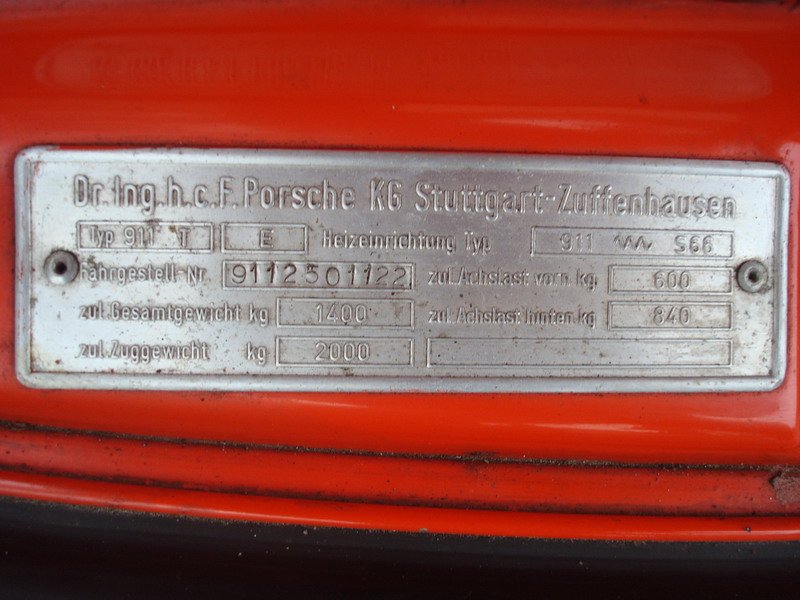 Dr. Ing. h. c. F. Porsche KG Stuttgart-Zuffenhausen
Typ 911 T E Heizeinrichtung Typ 911 ∿∿ S66
Fahrgestell-Nr. 9112501122 zul. Achslast vorn kg 600
zul. Gesamtgewicht kg 1400 zul. Achslast hinten kg 840
zul. Zuggewicht kg 2000